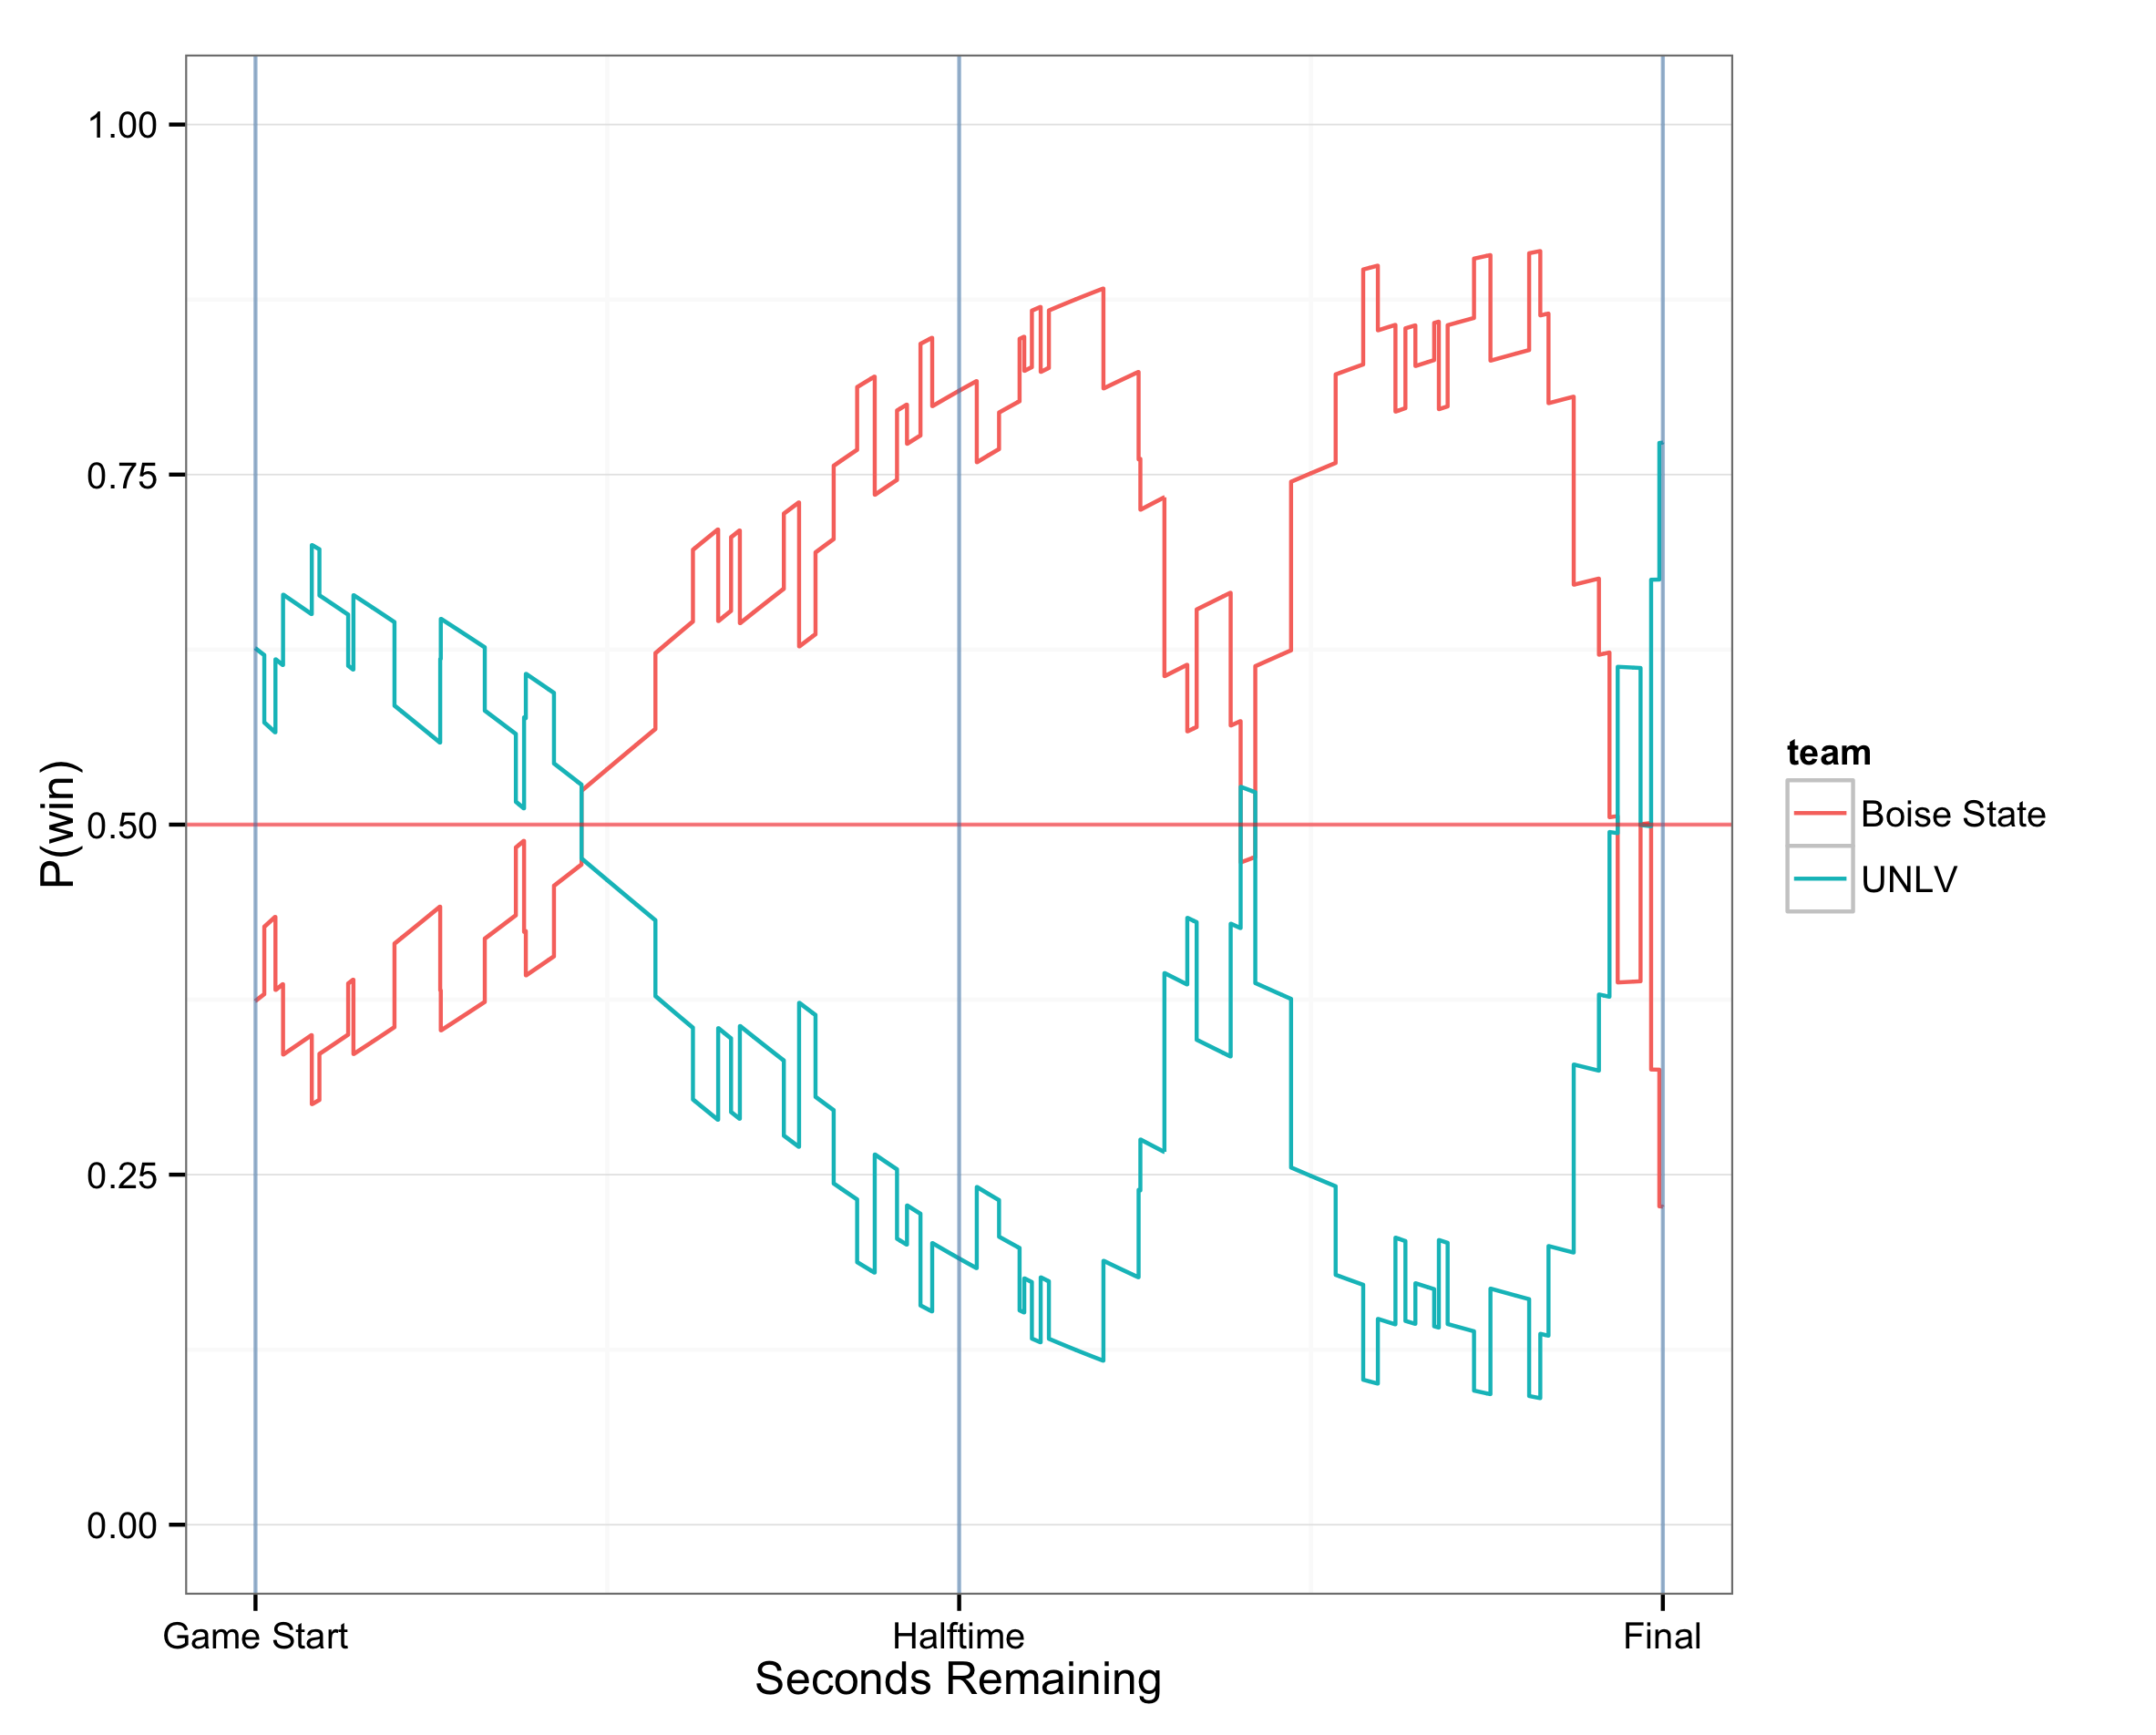 1.00
0.75
0.50
0.25
0.00
P(win)
Game Start
Halftime
Final
Seconds Remaining
team
Boise State
UNLV